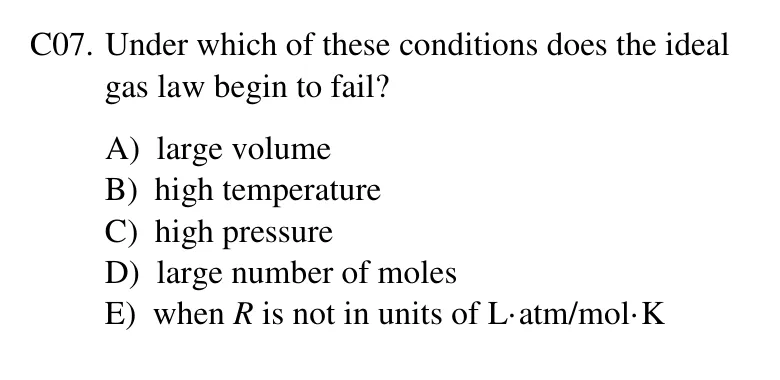 C07. Under which of these conditions does the ideal
gas law begin to fail?
A) large volume
B) high temperature
C) high pressure
D) large number of moles
E) when R is not in units of L·atm/mol·K